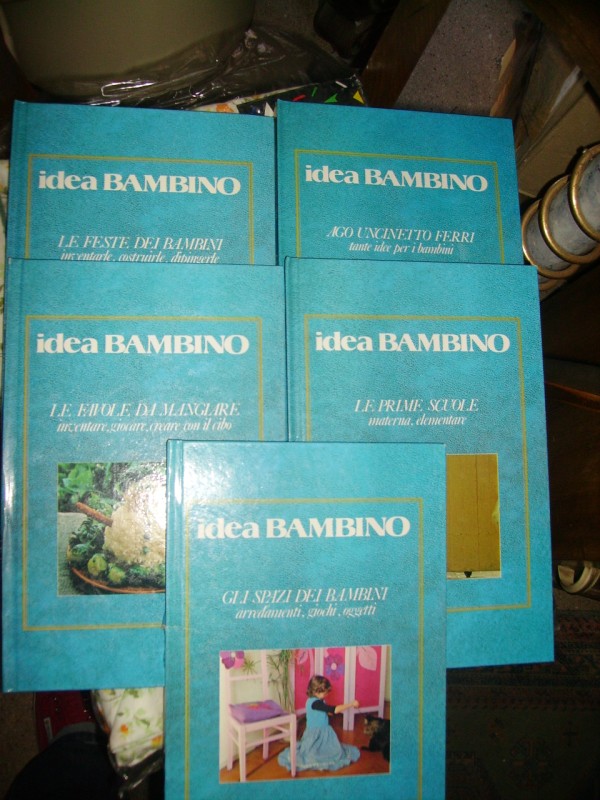 idea BAMBINO
LE FESTE DEI BAMBINI
inventarle, costruirle, dipingerle
idea BAMBINO
AGO UNCINETTO FERRI
tante idee per i bambini
idea BAMBINO
LE FAVOLE DA MANGIARE
inventare, giocare, creare con il cibo
idea BAMBINO
LE PRIME SCUOLE
materna, elementare
idea BAMBINO
GLI SPAZI DEI BAMBINI
arredamenti, giochi, oggetti